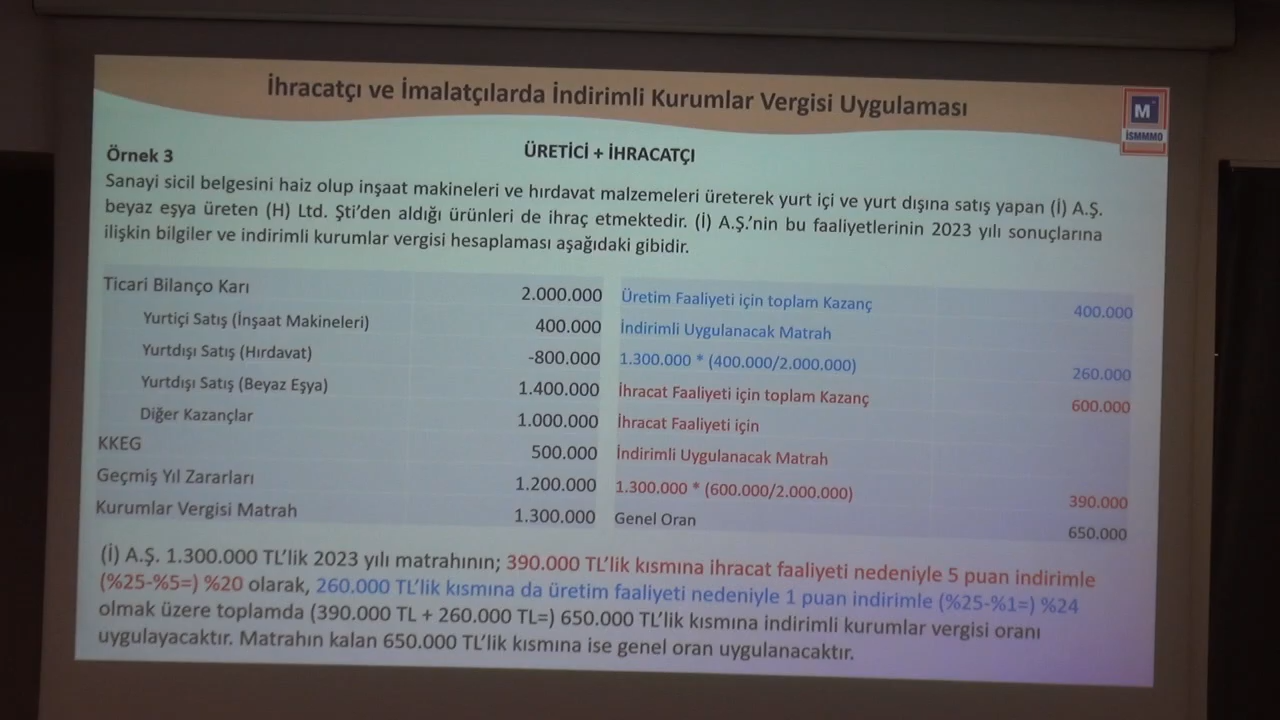 İhracatçı ve İmalatçılarda İndirimli Kurumlar Vergisi Uygulaması
M
İSMMMO
Örnek 3
ÜRETİCİ + İHRACATÇI
Sanayi sicil belgesini haiz olup inşaat makineleri ve hırdavat malzemeleri üreterek yurt içi ve yurt dışına satış yapan (İ) A.Ş.
beyaz eşya üreten (H) Ltd. Şti’den aldığı ürünleri de ihraç etmektedir. (İ) A.Ş.’nin bu faaliyetlerinin 2023 yılı sonuçlarına
ilişkin bilgiler ve indirimli kurumlar vergisi hesaplaması aşağıdaki gibidir.
Ticari Bilanço Karı 2.000.000
Yurtiçi Satış (İnşaat Makineleri) 400.000
Yurtdışı Satış (Hırdavat) -800.000
Yurtdışı Satış (Beyaz Eşya) 1.400.000
Diğer Kazançlar 1.000.000
KKEG 500.000
Geçmiş Yıl Zararları 1.200.000
Kurumlar Vergisi Matrah 1.300.000
Üretim Faaliyeti için toplam Kazanç 400.000
İndirimli Uygulanacak Matrah
1.300.000 * (400.000/2.000.000) 260.000
İhracat Faaliyeti için toplam Kazanç 600.000
İhracat Faaliyeti için
İndirimli Uygulanacak Matrah
1.300.000 * (600.000/2.000.000) 390.000
Genel Oran 650.000
(İ) A.Ş. 1.300.000 TL’lik 2023 yılı matrahının; 390.000 TL’lik kısmına ihracat faaliyeti nedeniyle 5 puan indirimle
(%25-%5=) %20 olarak, 260.000 TL’lik kısmına da üretim faaliyeti nedeniyle 1 puan indirimle (%25-%1=) %24
olmak üzere toplamda (390.000 TL + 260.000 TL=) 650.000 TL’lik kısmına indirimli kurumlar vergisi oranı
uygulayacaktır. Matrahın kalan 650.000 TL’lik kısmına ise genel oran uygulanacaktır.